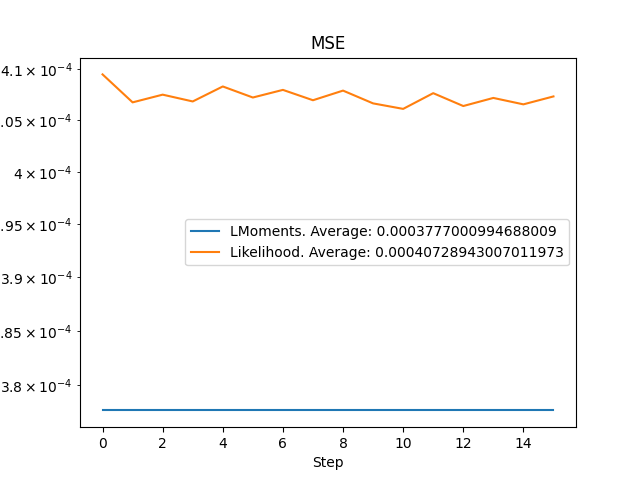 MSE
4.1 × 10⁻⁴
.05 × 10⁻⁴
4 × 10⁻⁴
.95 × 10⁻⁴
3.9 × 10⁻⁴
.85 × 10⁻⁴
3.8 × 10⁻⁴
LMoments. Average: 0.0003777000994688009
Likelihood. Average: 0.00040728943007011973
0 2 4 6 8 10 12 14
Step